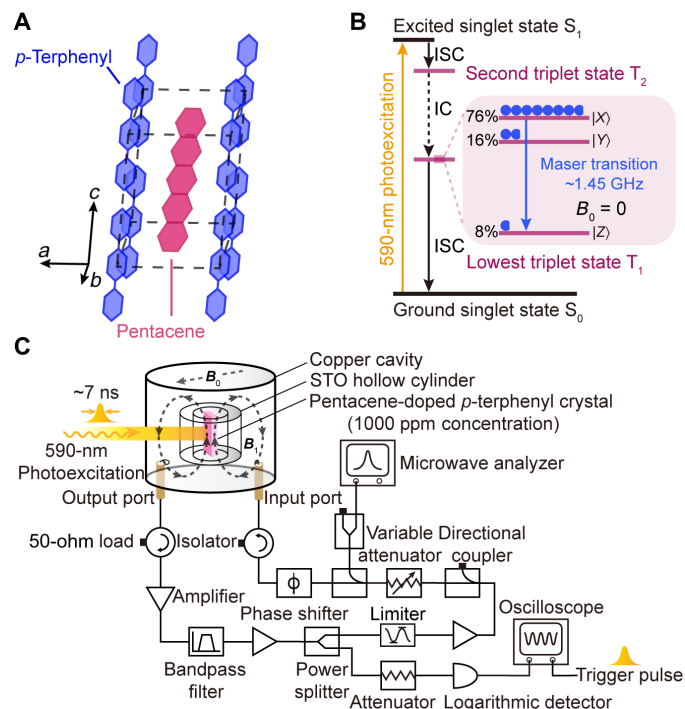 A
p-Terphenyl
c
a
b
Pentacene
B
Excited singlet state S1
ISC
Second triplet state T2
IC
590-nm photoexcitation
76%
|X⟩
16%
|Y⟩
Maser transition
~1.45 GHz
B0 = 0
8%
|Z⟩
ISC
Lowest triplet state T1
Ground singlet state S0
C
~7 ns
590-nm
Photoexcitation
B0
B1
Copper cavity
STO hollow cylinder
Pentacene-doped p-terphenyl crystal
(1000 ppm concentration)
Microwave analyzer
Output port
Input port
50-ohm load
Isolator
Variable Directional
attenuator coupler
Amplifier
ϕ
Phase shifter
Limiter
Oscilloscope
Bandpass
filter
Power
splitter
Attenuator
Logarithmic detector
Trigger pulse